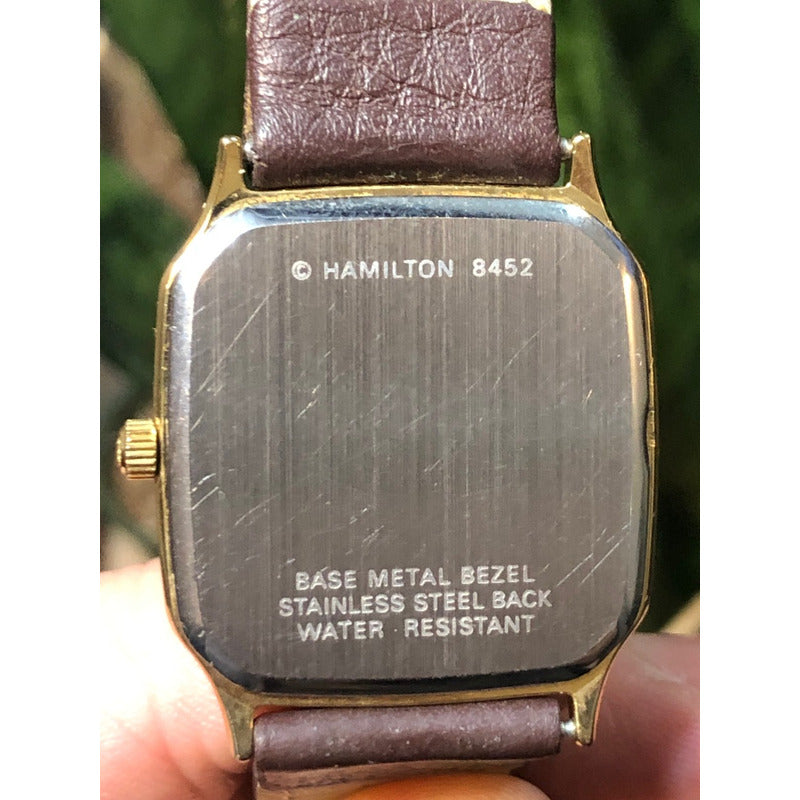 © HAMILTON 8452
BASE METAL BEZEL
STAINLESS STEEL BACK
WATER · RESISTANT